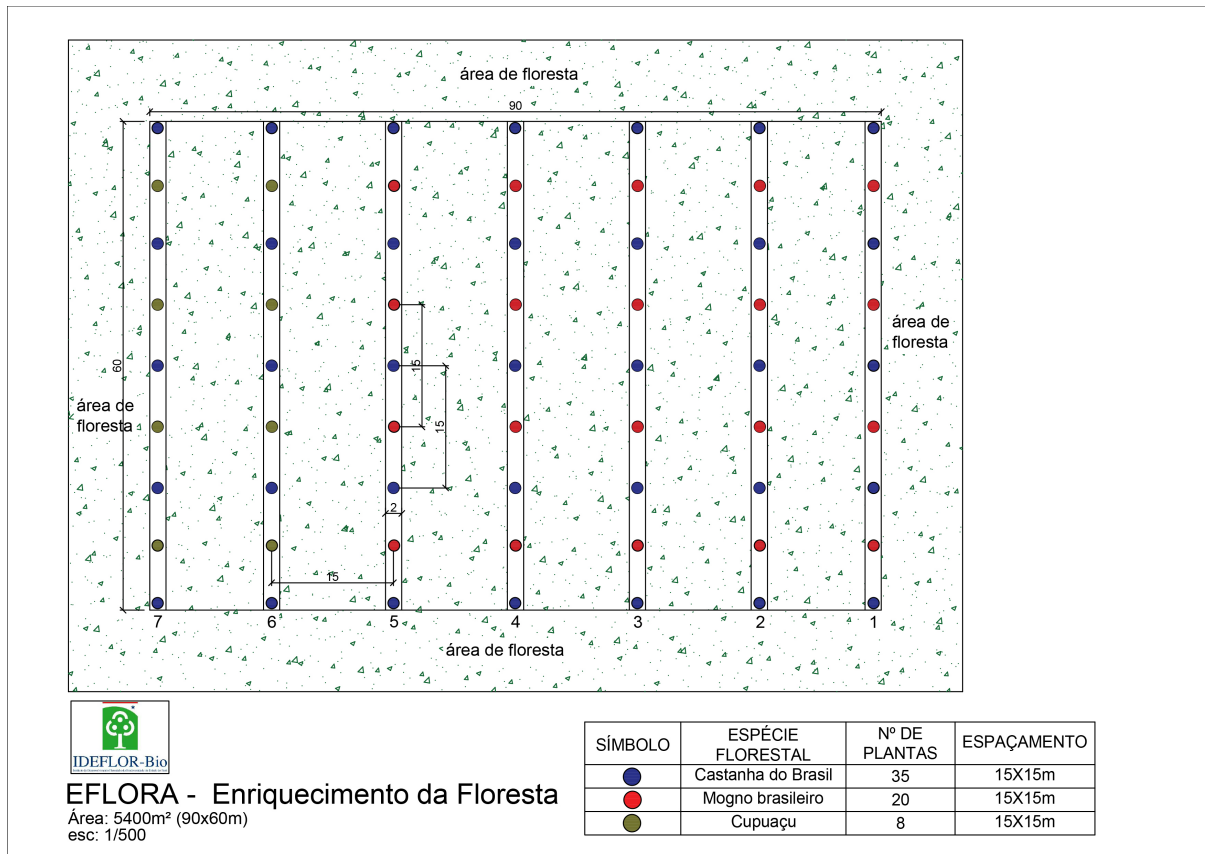 área de floresta
90
60
área de
floresta
15
15
área de
floresta
2
15
7 6 5 4 3 2 1
área de floresta
IDEFLOR-Bio
EFLORA - Enriquecimento da Floresta
Área: 5400m² (90x60m)
esc: 1/500
SÍMBOLO ESPÉCIE FLORESTAL Nº DE PLANTAS ESPAÇAMENTO
Castanha do Brasil 35 15X15m
Mogno brasileiro 20 15X15m
Cupuaçu 8 15X15m